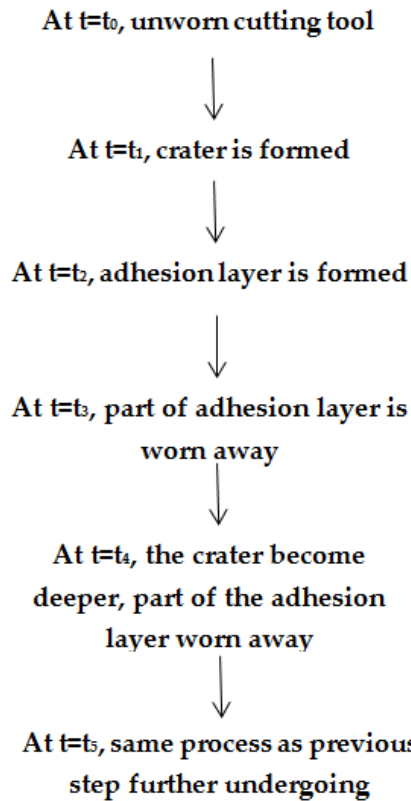 At t=t₀, unworn cutting tool
At t=t₁, crater is formed
At t=t₂, adhesion layer is formed
At t=t₃, part of adhesion layer is
worn away
At t=t₄, the crater become
deeper, part of the adhesion
layer worn away
At t=t₅, same process as previous
step further undergoing